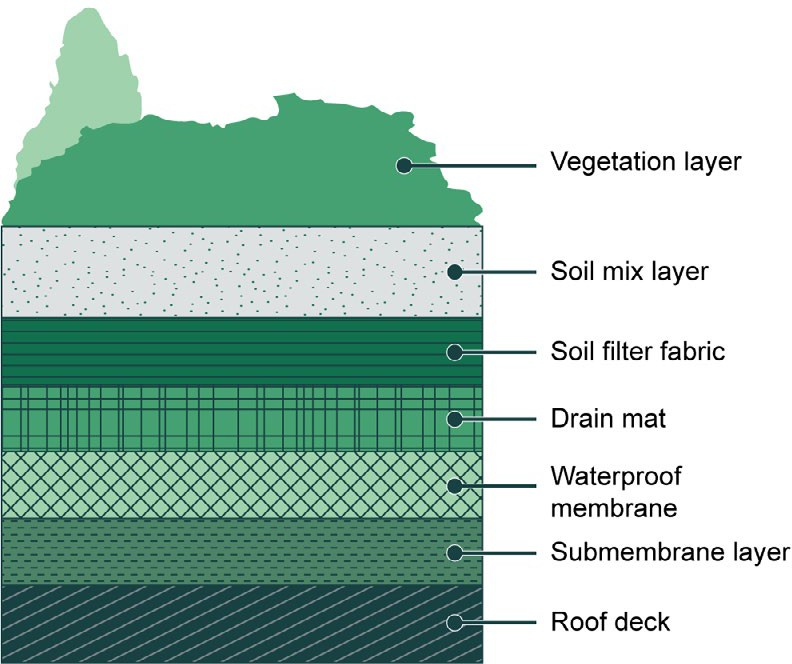 Vegetation layer
Soil mix layer
Soil filter fabric
Drain mat
Waterproof
membrane
Submembrane layer
Roof deck